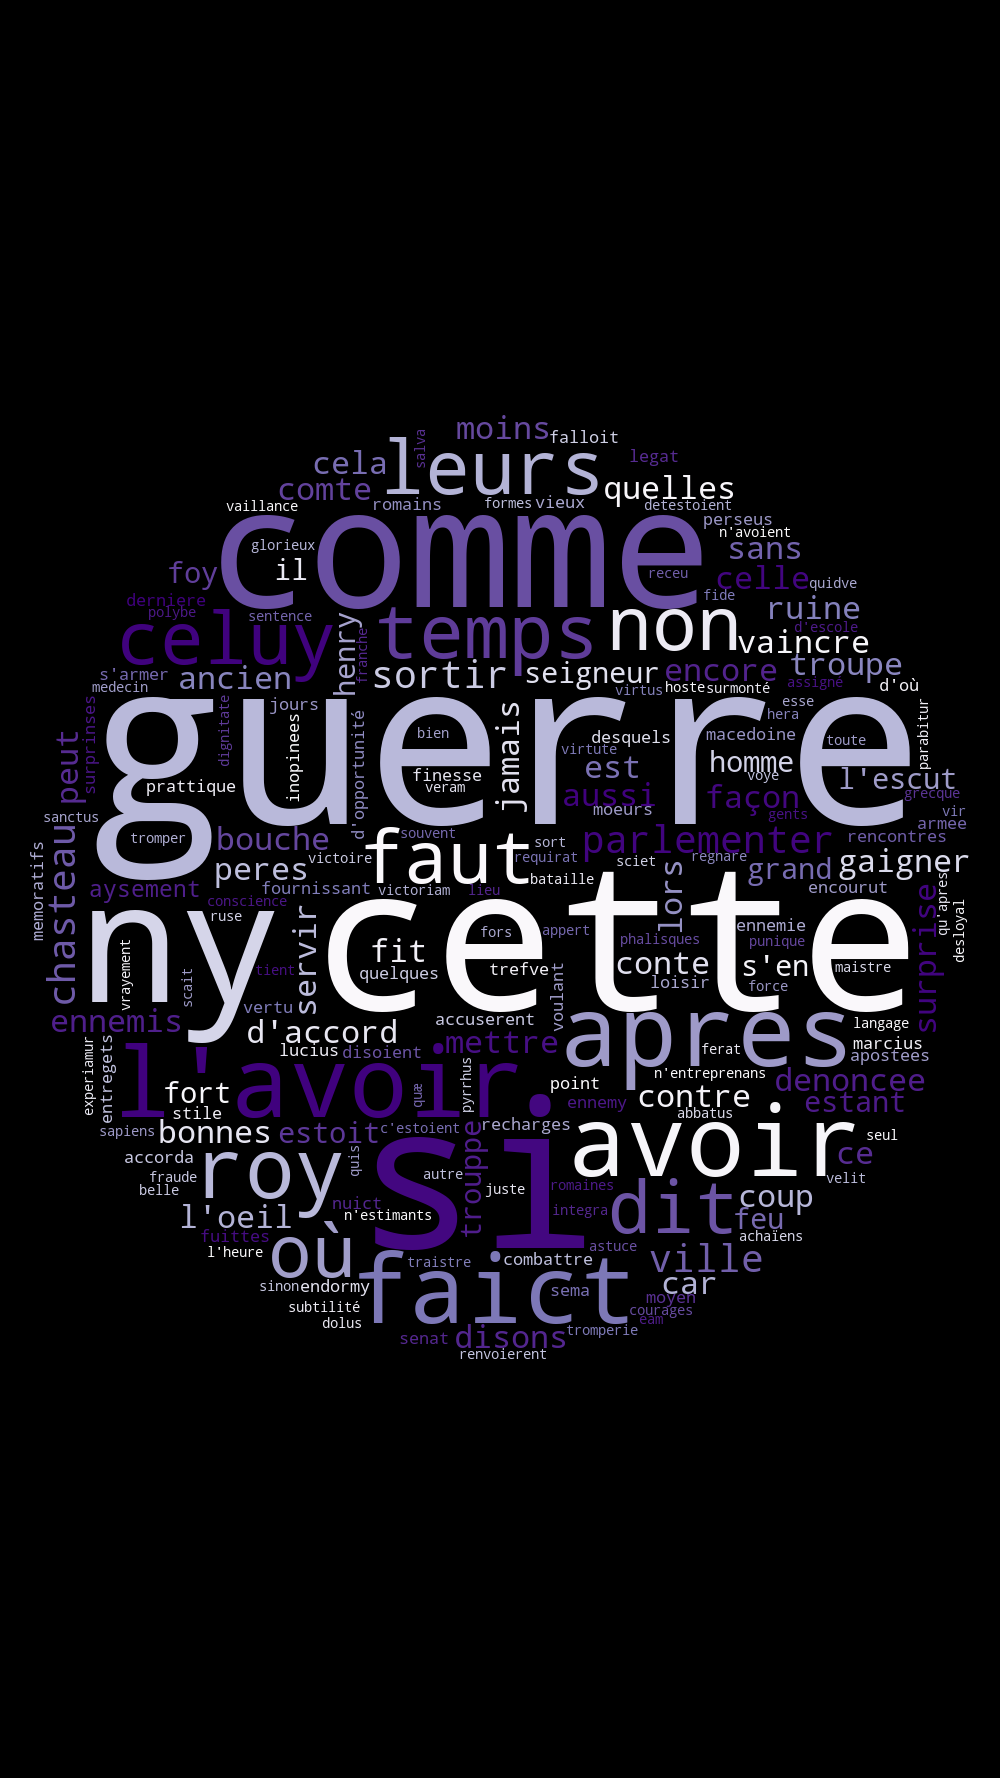 moins
falloit
salva
leurs
cela
legat
comte
quelles
vaillance
romains
formes
vieux
detestoient
comme
perseus
n'avoient
glorieux
sans
foy
il
receu
celle
quidve
derniere
fide
polybe
sentence
non
ruine
celuy
temps
d'escole
henry
franche
vaincre
s'armer
ancien
sortir
seigneur
encore
troupe
medecin
virtus
hoste
surmonté
assigné
d'où
guerre
surprinses
dignitate
jours
inopinees
d'opportunité
bien
jamais
desquels
esse
hera
macedoine
toute
parabitur
peut
prattique
finesse
veram
virtute
est
homme
voye
l'escut
grecque
aussi
façon
gents
vir
sanctus
moeurs
armee
tromper
bouche
souvent
faut
sort
parlementer
rencontres
memoratifs
chasteau
peres
victoire
requirat
sciet
regnare
grand
gaigner
aysement
fournissant
victoriam
lieu
bataille
lors
encourut
conscience
qu'apres
desloyal
surprise
ruse
ny
cette
servir
fors
appert
ennemie
phalisques
punique
vrayement
fit
conte
s'en
maistre
scait
tient
quelques
trefve
loisir
force
vertu
voulant
ennemis
d'accord
accuserent
apres
langage
experiamur
entregets
lucius
disoient
mettre
ferat
marcius
apostees
l'avoir
quæ
pyrrhus
n'entreprenans
denoncee
fort
point
contre
stile
ennemy
abbatus
estant
sapiens
bonnes
estoit
c'estoient
recharges
avoir
seul
accorda
quis
trouppe
si
ce
fraude
roy
autre
velit
belle
juste
romaines
dit
coup
nuict
integra
l'oeil
n'estimants
feu
fuittes
l'heure
où
astuce
achaïens
traistre
combattre
ville
faict
sinon
endormy
sema
car
subtilité
moyen
courages
dolus
eam
senat
disons
tromperie
renvoierent